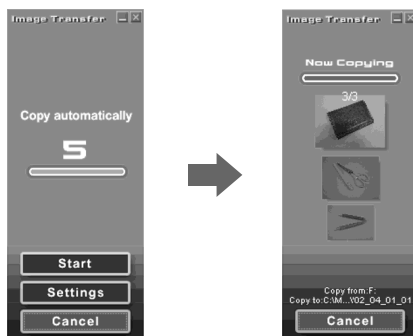 Image Transfer
Copy automatically
5
Start
Settings
Cancel
Image Transfer
Now Copying
3/3
Copy from:F:
Copy to:C:\M...\02_04_01_01
Cancel